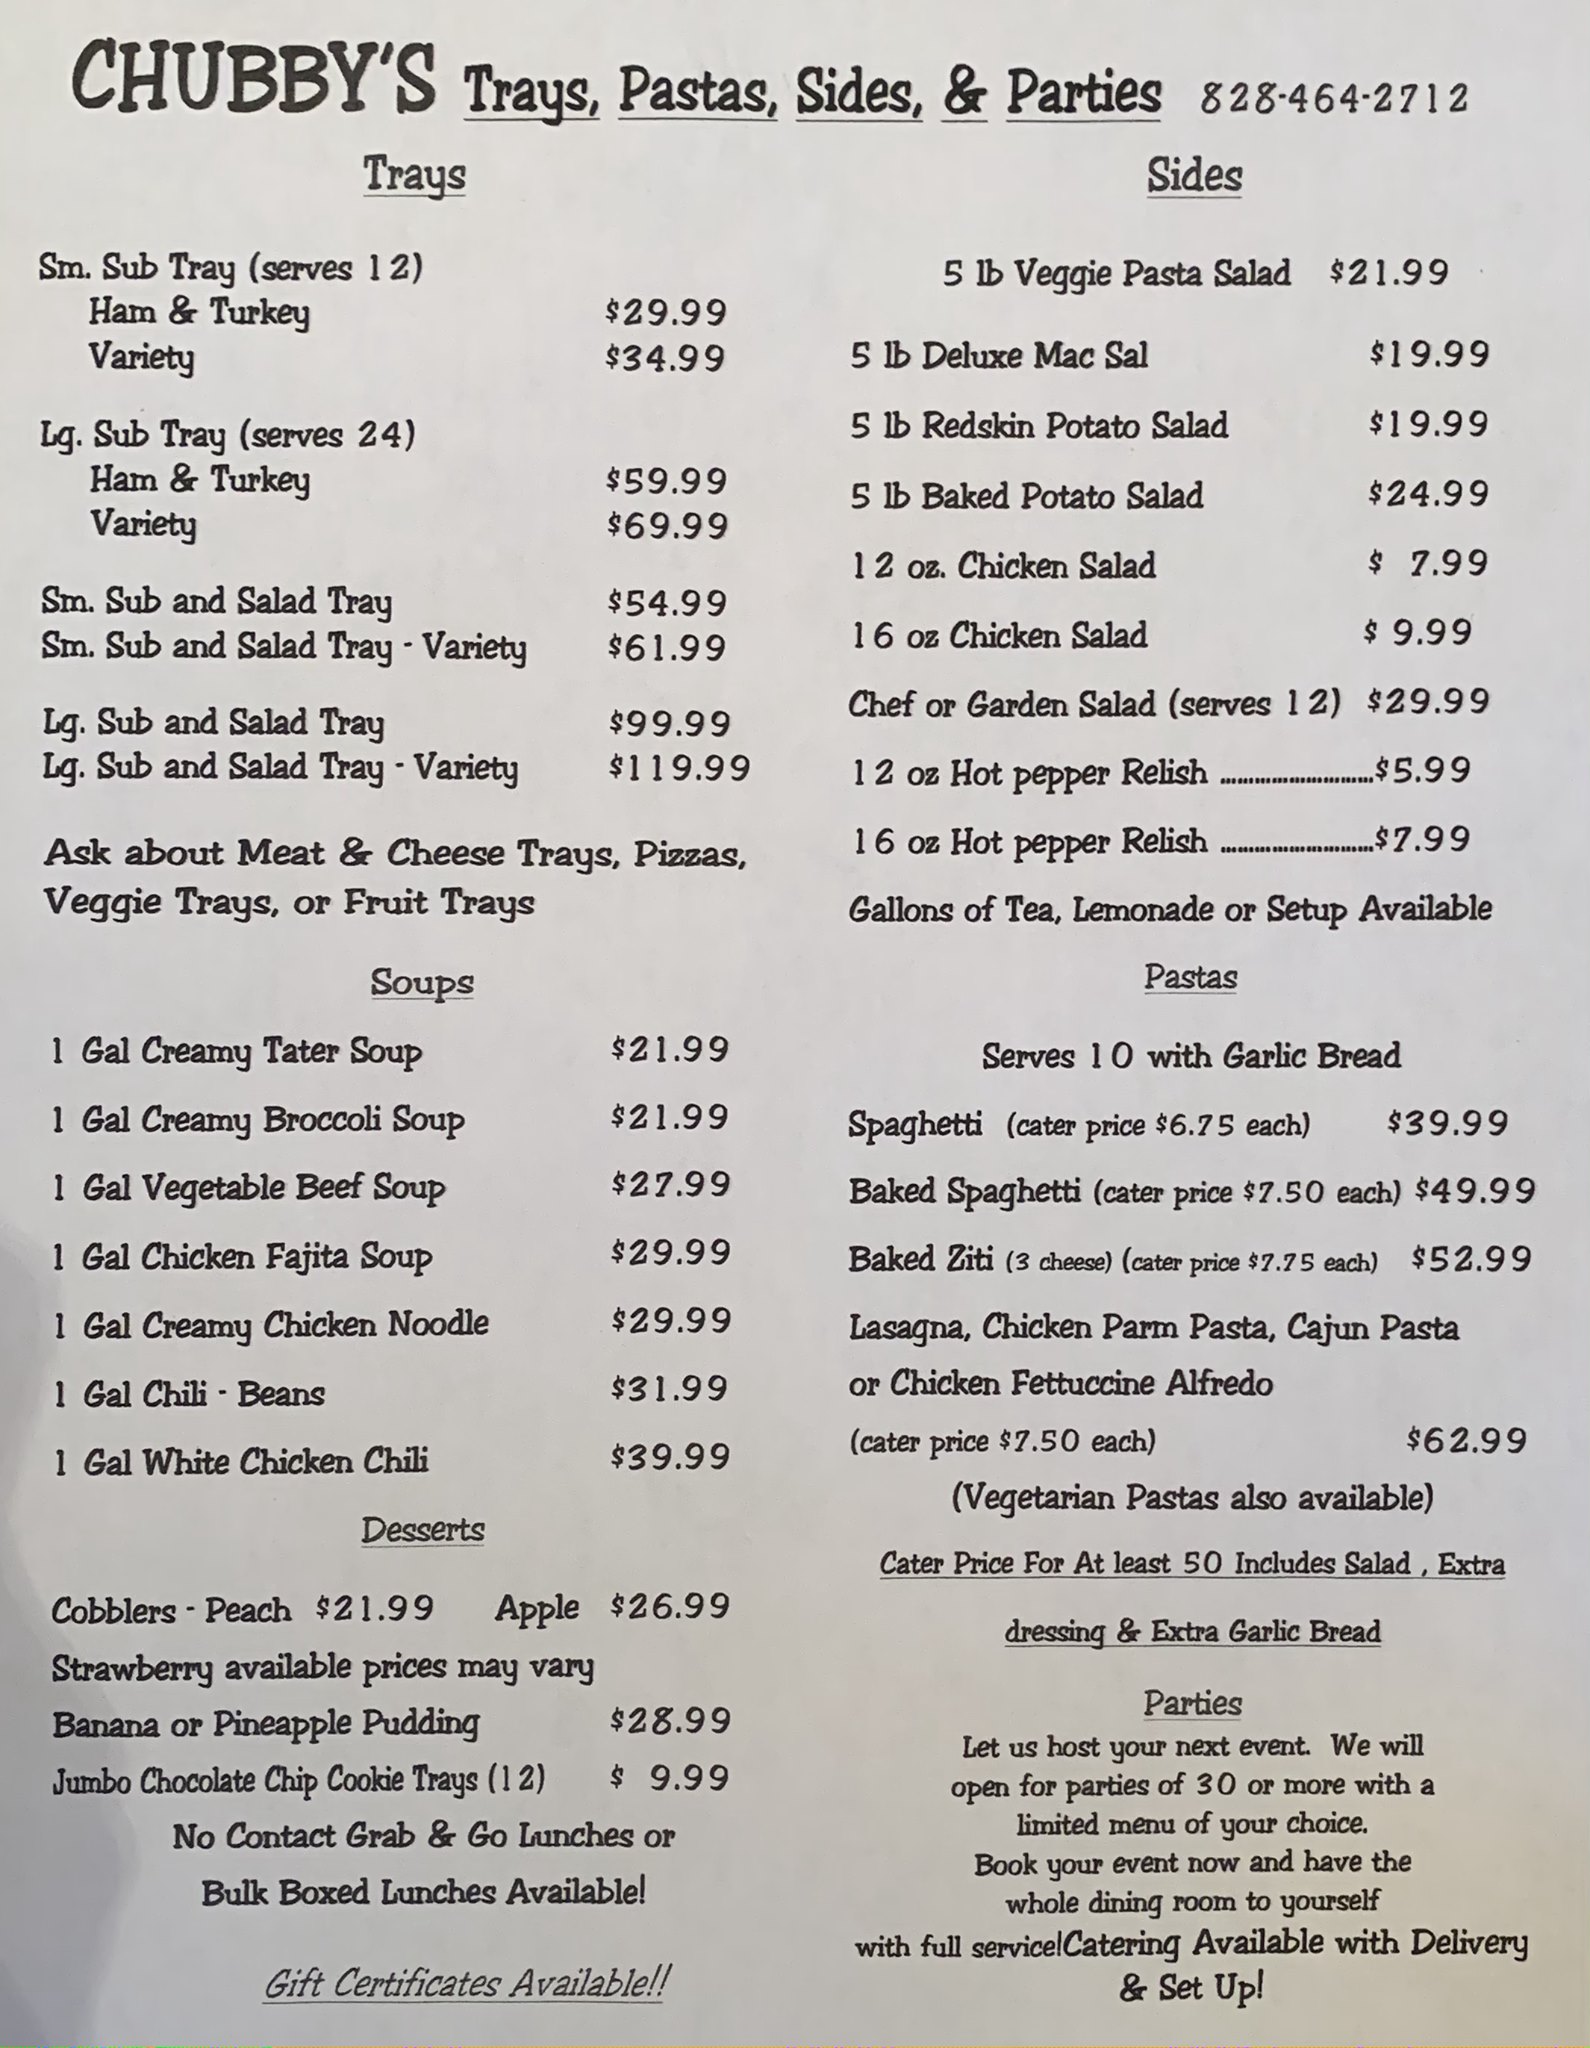 CHUBBY'S Trays, Pastas, Sides, & Parties 828-464-2712
Trays
Sm. Sub Tray (serves 12)
Ham & Turkey $29.99
Variety $34.99
Lg. Sub Tray (serves 24)
Ham & Turkey $59.99
Variety $69.99
Sm. Sub and Salad Tray $54.99
Sm. Sub and Salad Tray - Variety $61.99
Lg. Sub and Salad Tray $99.99
Lg. Sub and Salad Tray - Variety $119.99
Ask about Meat & Cheese Trays, Pizzas,
Veggie Trays, or Fruit Trays
Soups
1 Gal Creamy Tater Soup $21.99
1 Gal Creamy Broccoli Soup $21.99
1 Gal Vegetable Beef Soup $27.99
1 Gal Chicken Fajita Soup $29.99
1 Gal Creamy Chicken Noodle $29.99
1 Gal Chili - Beans $31.99
1 Gal White Chicken Chili $39.99
Desserts
Cobblers - Peach $21.99 Apple $26.99
Strawberry available prices may vary
Banana or Pineapple Pudding $28.99
Jumbo Chocolate Chip Cookie Trays (12) $ 9.99
No Contact Grab & Go Lunches or
Bulk Boxed Lunches Available!
Gift Certificates Available!!
Sides
5 lb Veggie Pasta Salad $21.99
5 lb Deluxe Mac Sal $19.99
5 lb Redskin Potato Salad $19.99
5 lb Baked Potato Salad $24.99
12 oz. Chicken Salad $ 7.99
16 oz Chicken Salad $ 9.99
Chef or Garden Salad (serves 12) $29.99
12 oz Hot pepper Relish ............................$5.99
16 oz Hot pepper Relish ............................$7.99
Gallons of Tea, Lemonade or Setup Available
Pastas
Serves 10 with Garlic Bread
Spaghetti (cater price $6.75 each) $39.99
Baked Spaghetti (cater price $7.50 each) $49.99
Baked Ziti (3 cheese) (cater price $7.75 each) $52.99
Lasagna, Chicken Parm Pasta, Cajun Pasta
or Chicken Fettuccine Alfredo
(cater price $7.50 each) $62.99
(Vegetarian Pastas also available)
Cater Price For At least 50 Includes Salad , Extra
dressing & Extra Garlic Bread
Parties
Let us host your next event. We will
open for parties of 30 or more with a
limited menu of your choice.
Book your event now and have the
whole dining room to yourself
with full service!Catering Available with Delivery
& Set Up!